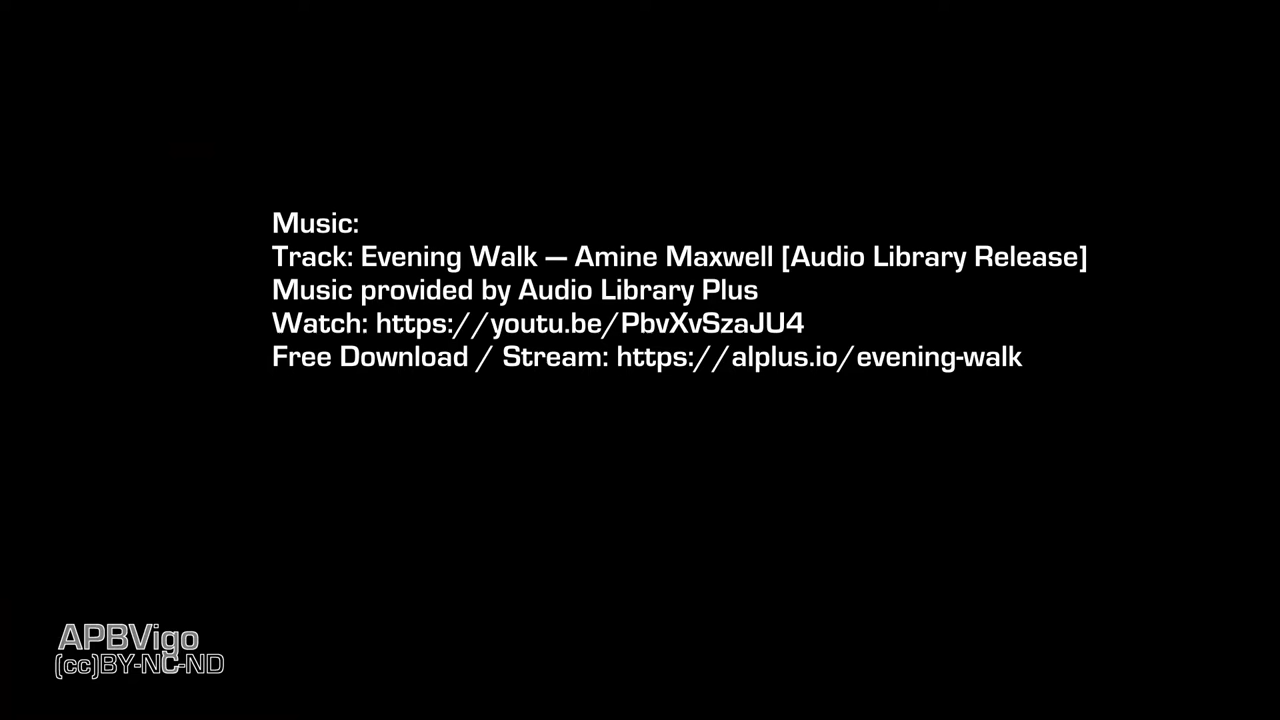 Music:
Track: Evening Walk — Amine Maxwell [Audio Library Release]
Music provided by Audio Library Plus
Watch: https://youtu.be/PbvXvSzaJU4
Free Download / Stream: https://alplus.io/evening-walk
APBVigo
(cc)BY-NC-ND